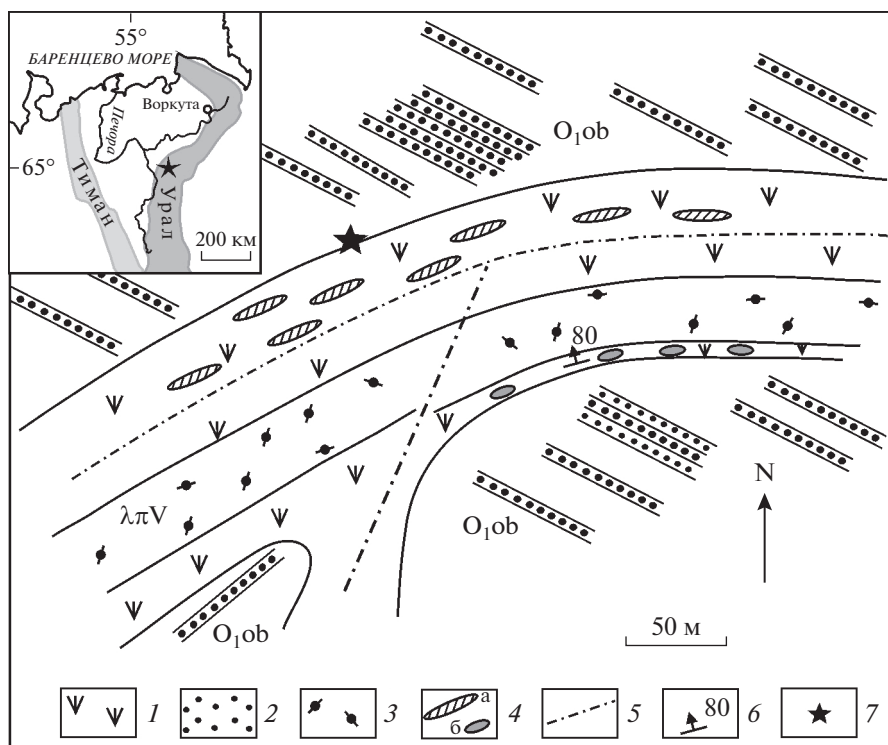 55°
БАРЕНЦЕВО МОРЕ
Воркута
Печора
65°
Тиман
Урал
200 км
O₁ob
80
λπV
N
O₁ob
O₁ob
50 м
1
2
3
а
б
4
5
80
6
7